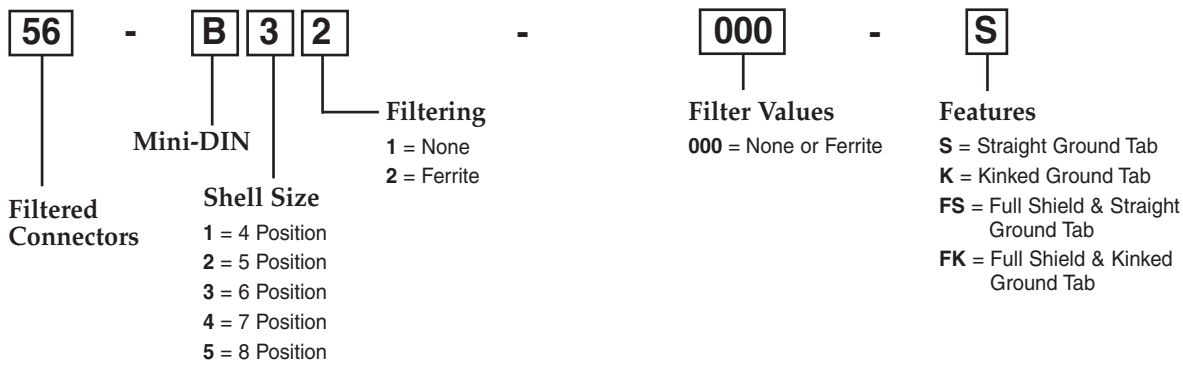 56 - B 3 2 - 000 - S
Filtered
Connectors
Mini-DIN
Shell Size
1 = 4 Position
2 = 5 Position
3 = 6 Position
4 = 7 Position
5 = 8 Position
Filtering
1 = None
2 = Ferrite
Filter Values
000 = None or Ferrite
Features
S = Straight Ground Tab
K = Kinked Ground Tab
FS = Full Shield & Straight
Ground Tab
FK = Full Shield & Kinked
Ground Tab